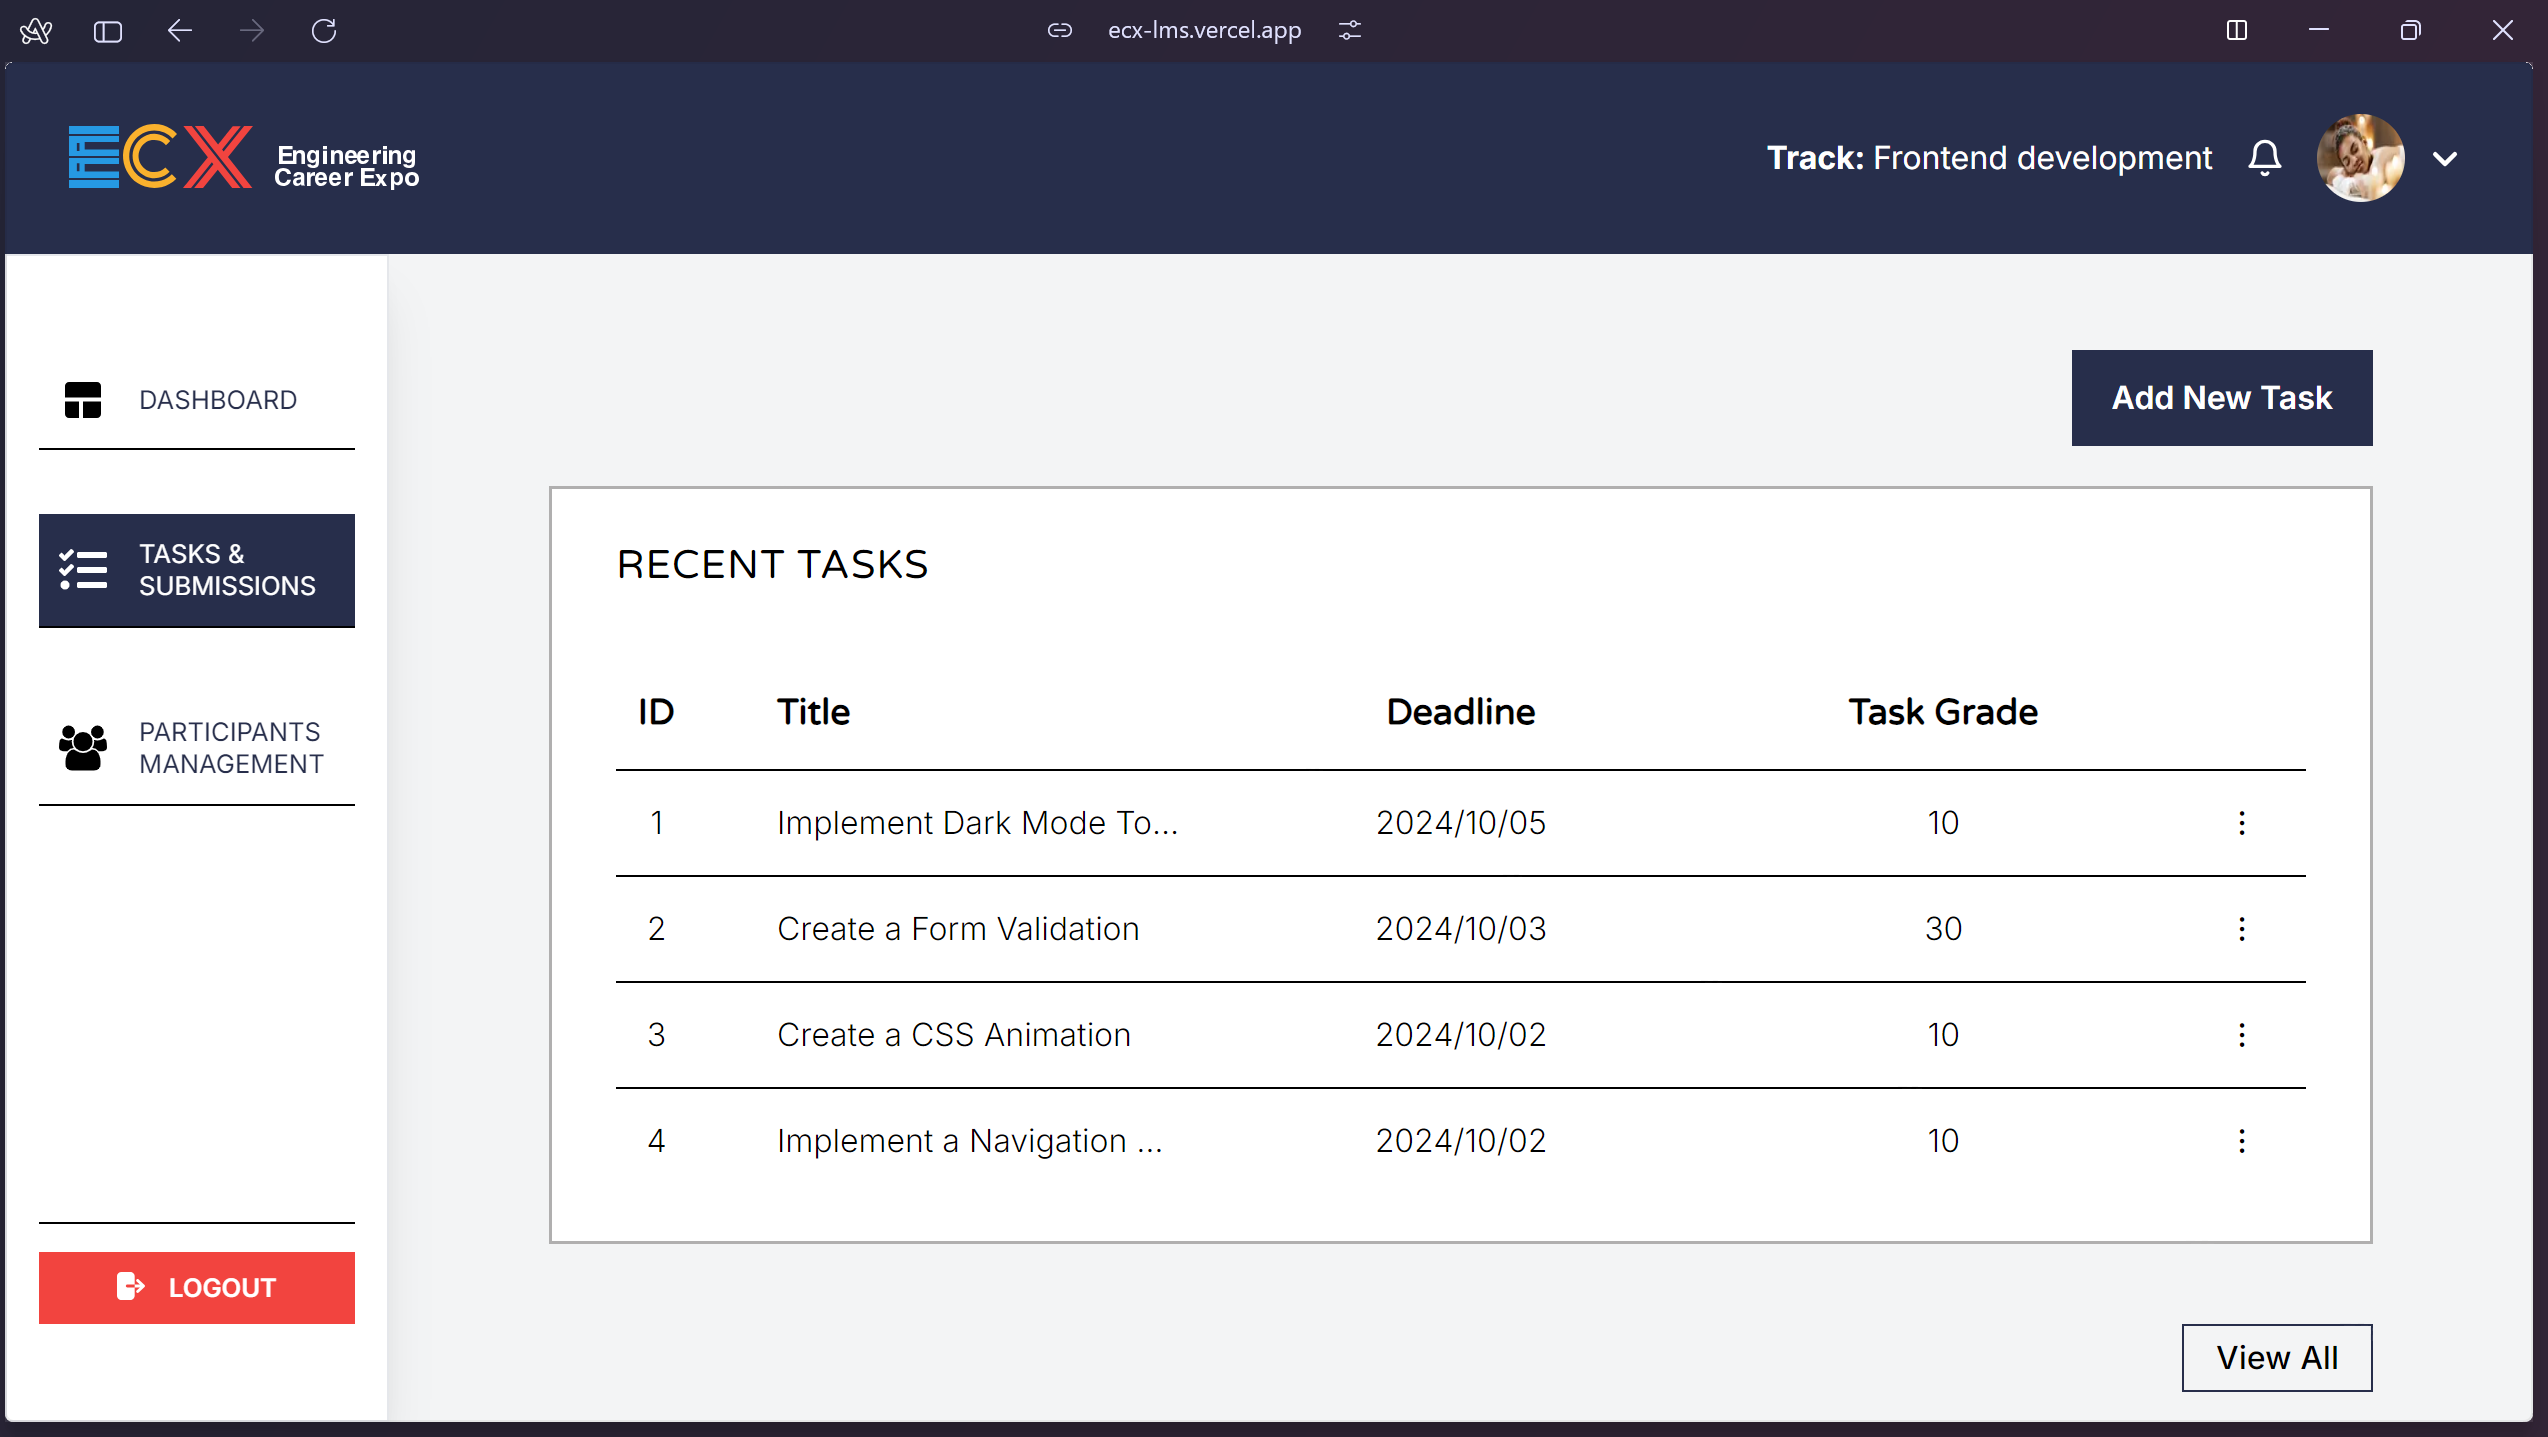 ecx-lms.vercel.app
ECX Engineering
Career Expo
Track: Frontend development
DASHBOARD
TASKS &
SUBMISSIONS
PARTICIPANTS
MANAGEMENT
LOGOUT
Add New Task
RECENT TASKS
ID Title Deadline Task Grade
1 Implement Dark Mode To... 2024/10/05 10
2 Create a Form Validation 2024/10/03 30
3 Create a CSS Animation 2024/10/02 10
4 Implement a Navigation ... 2024/10/02 10
View All